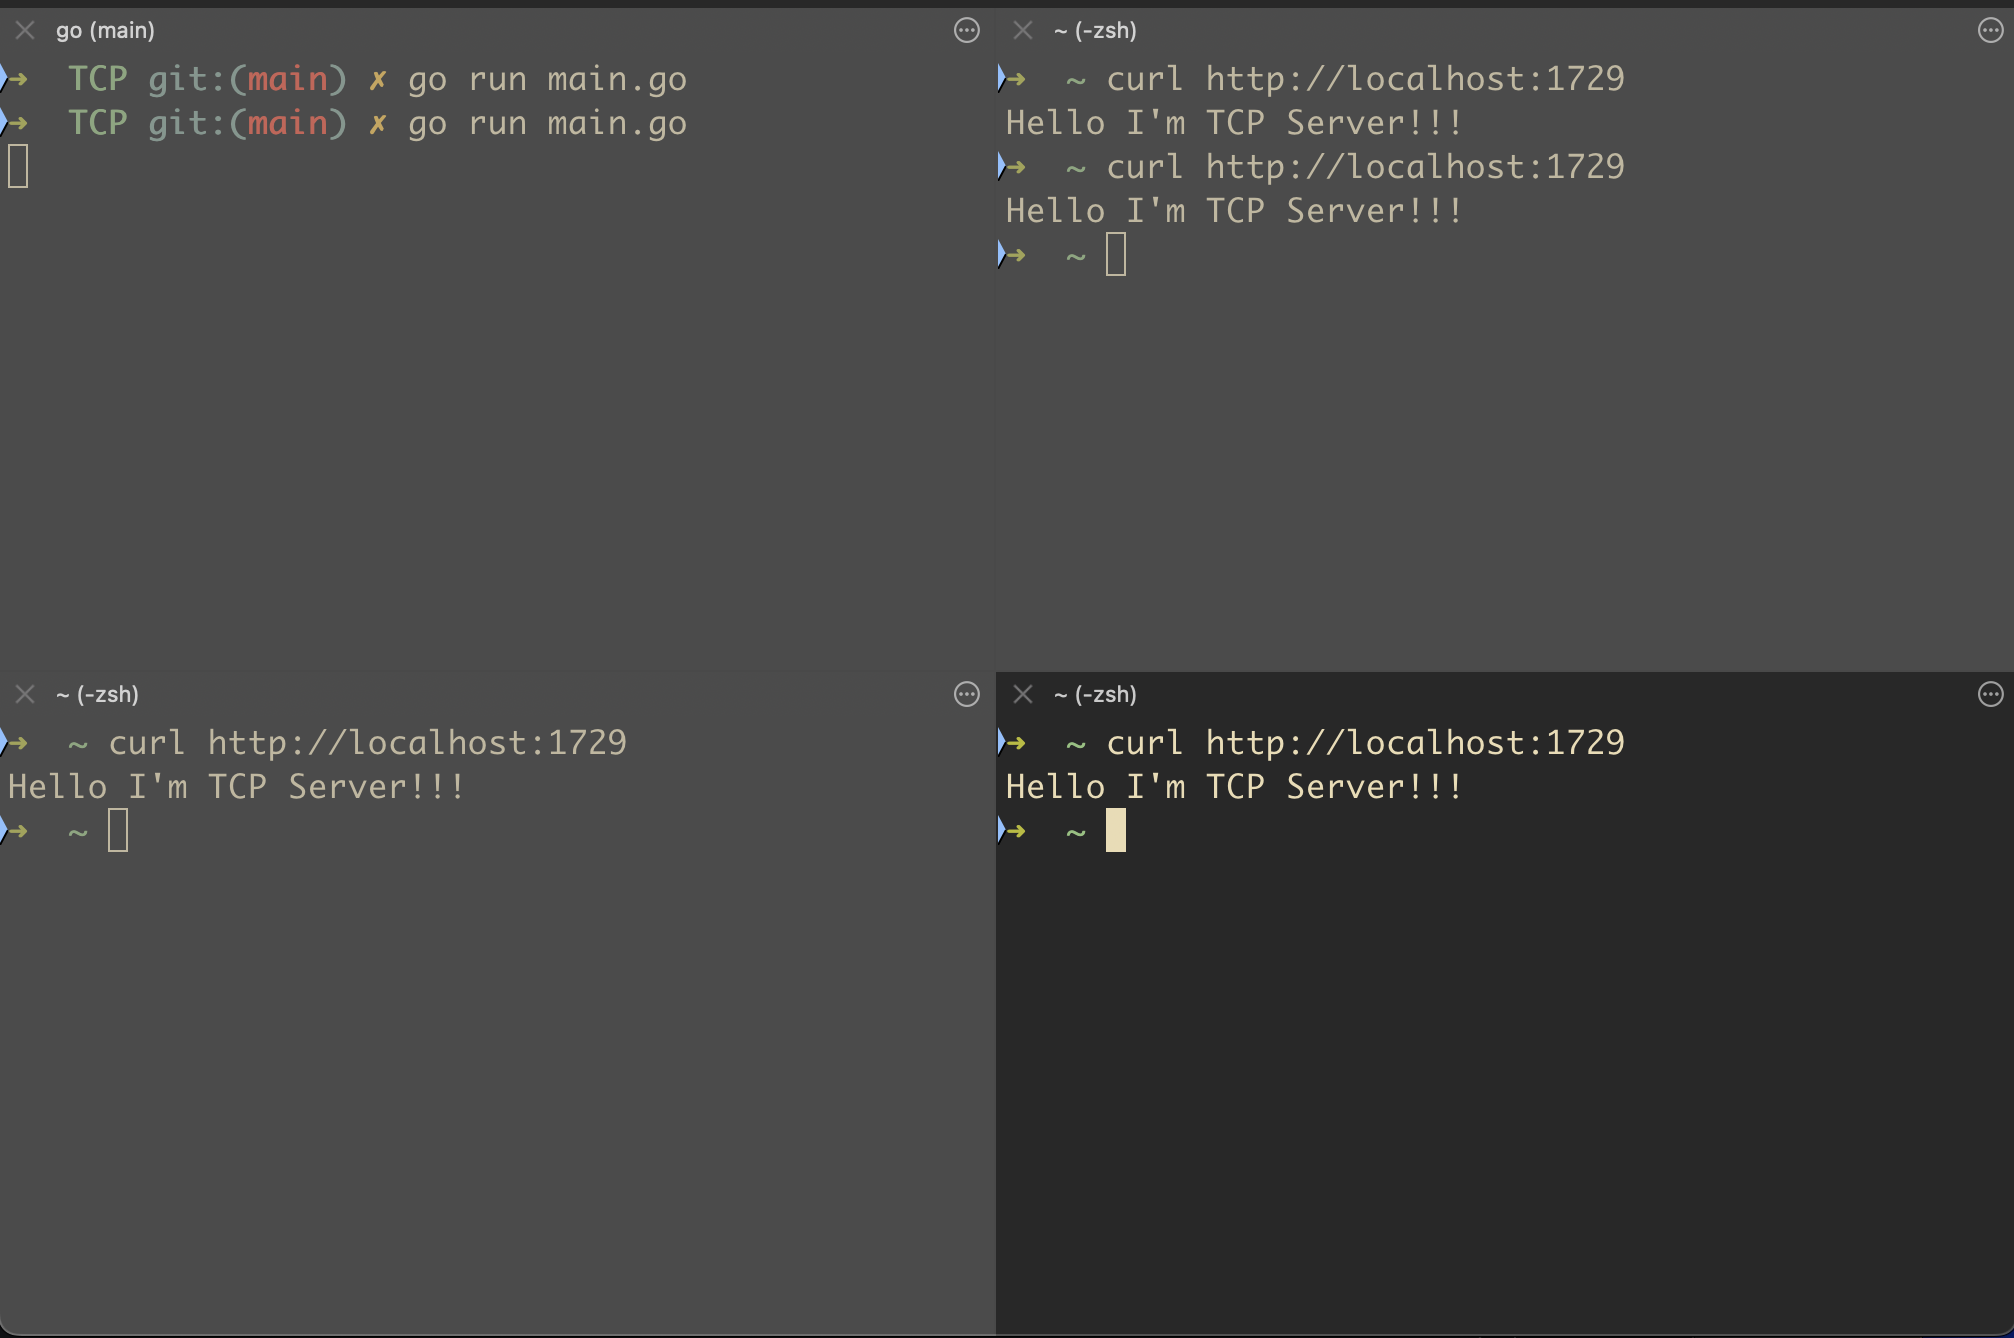 go (main)
➜ TCP git:(main) ✗ go run main.go
➜ TCP git:(main) ✗ go run main.go
~ (-zsh)
➜ ~ curl http://localhost:1729
Hello I'm TCP Server!!!
➜ ~ curl http://localhost:1729
Hello I'm TCP Server!!!
➜ ~
~ (-zsh)
➜ ~ curl http://localhost:1729
Hello I'm TCP Server!!!
➜ ~
~ (-zsh)
➜ ~ curl http://localhost:1729
Hello I'm TCP Server!!!
➜ ~